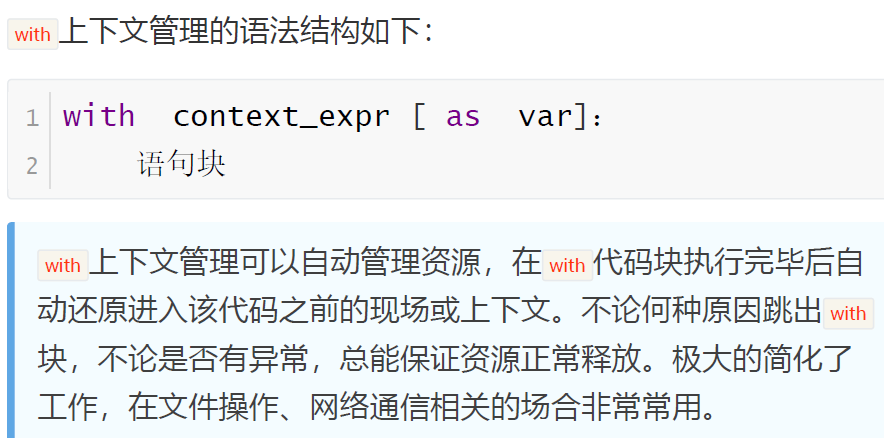 with上下文管理的语法结构如下：
1 with  context_expr [ as  var]：
2     语句块
with上下文管理可以自动管理资源，在with代码块执行完毕后自
动还原进入该代码之前的现场或上下文。不论何种原因跳出with
块，不论是否有异常，总能保证资源正常释放。极大的简化了
工作，在文件操作、网络通信相关的场合非常常用。